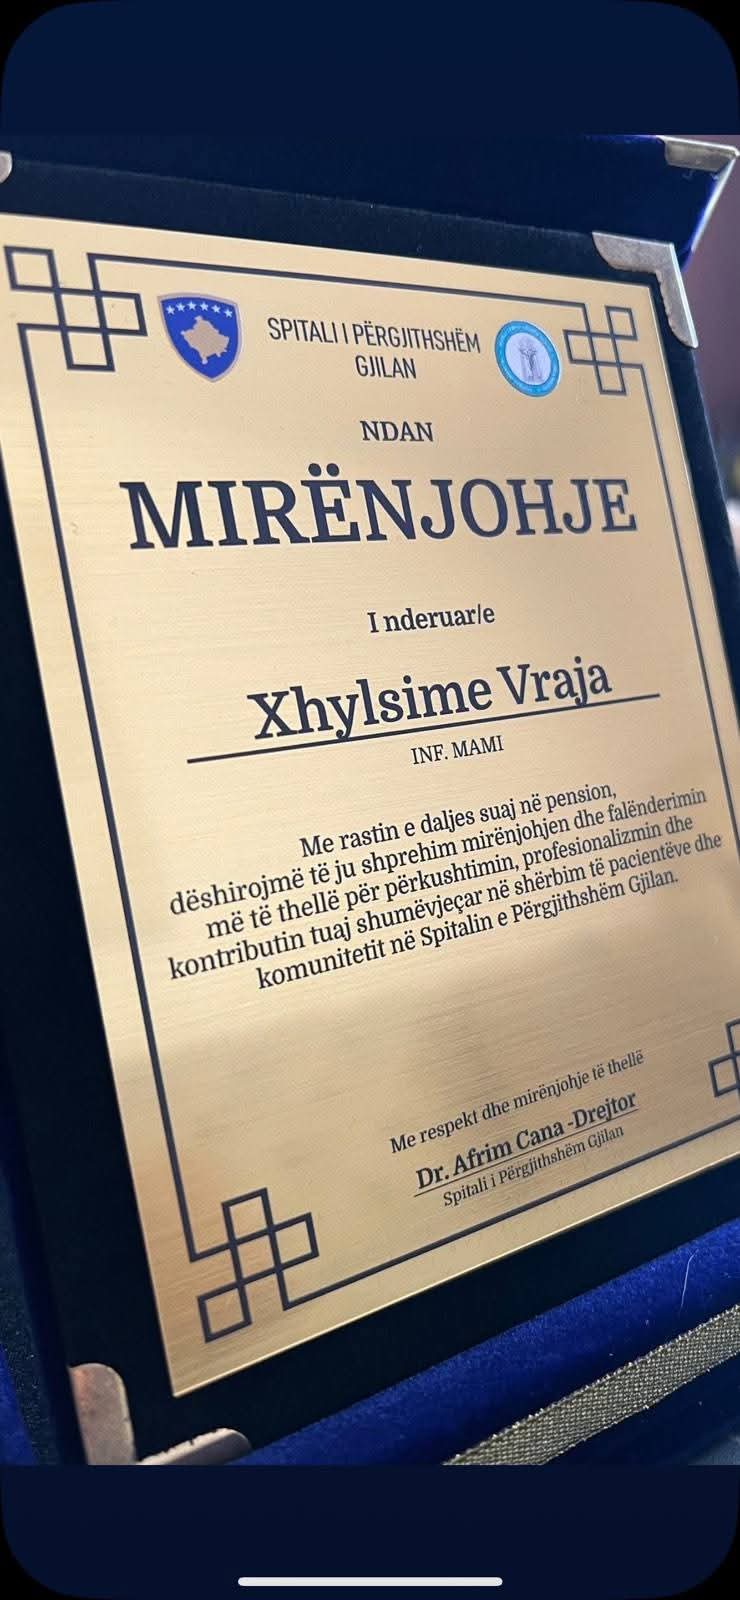 SPITALI I PËRGJITHSHËM
GJILAN
NDAN
MIRËNJOHJE
I nderuar/e
Xhylsime Vraja
INF. MAMI
Me rastin e daljes suaj në pension,
dëshirojmë të ju shprehim mirënjohjen dhe falënderimin
më të thellë për përkushtimin, profesionalizmin dhe
kontributin tuaj shumëvjeçar në shërbim të pacientëve dhe
komunitetit në Spitalin e Përgjithshëm Gjilan.
Me respekt dhe mirënjohje të thellë
Dr. Afrim Cana -Drejtor
Spitali i Përgjithshëm Gjilan